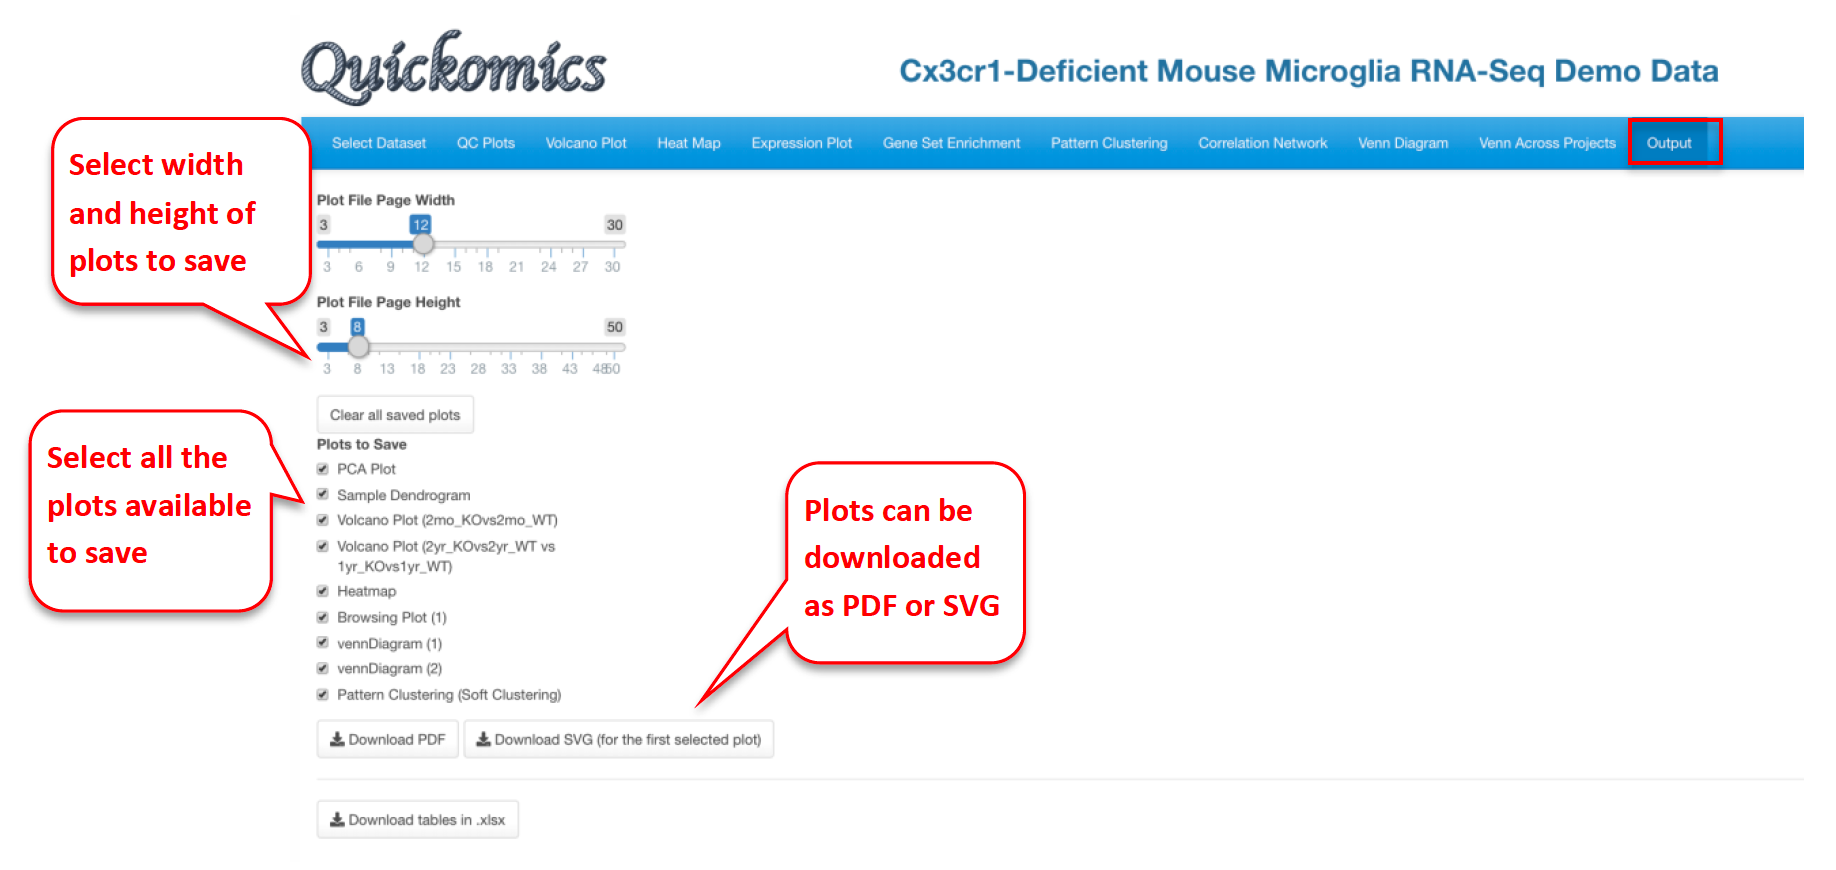 Quickomics
Cx3cr1-Deficient Mouse Microglia RNA-Seq Demo Data
Select Dataset QC Plots Volcano Plot Heat Map Expression Plot Gene Set Enrichment Pattern Clustering Correlation Network Venn Diagram Venn Across Projects Output
Select width
and height of
plots to save
Plot File Page Width
3 12 30
3 6 9 12 15 18 21 24 27 30
Plot File Page Height
3 8 50
3 8 13 18 23 28 33 38 43 4850
Clear all saved plots
Select all the
plots available
to save
Plots to Save
PCA Plot
Sample Dendrogram
Volcano Plot (2mo_KOvs2mo_WT)
Volcano Plot (2yr_KOvs2yr_WT vs
1yr_KOvs1yr_WT)
Heatmap
Browsing Plot (1)
vennDiagram (1)
vennDiagram (2)
Pattern Clustering (Soft Clustering)
Plots can be
downloaded
as PDF or SVG
Download PDF Download SVG (for the first selected plot)
Download tables in .xlsx